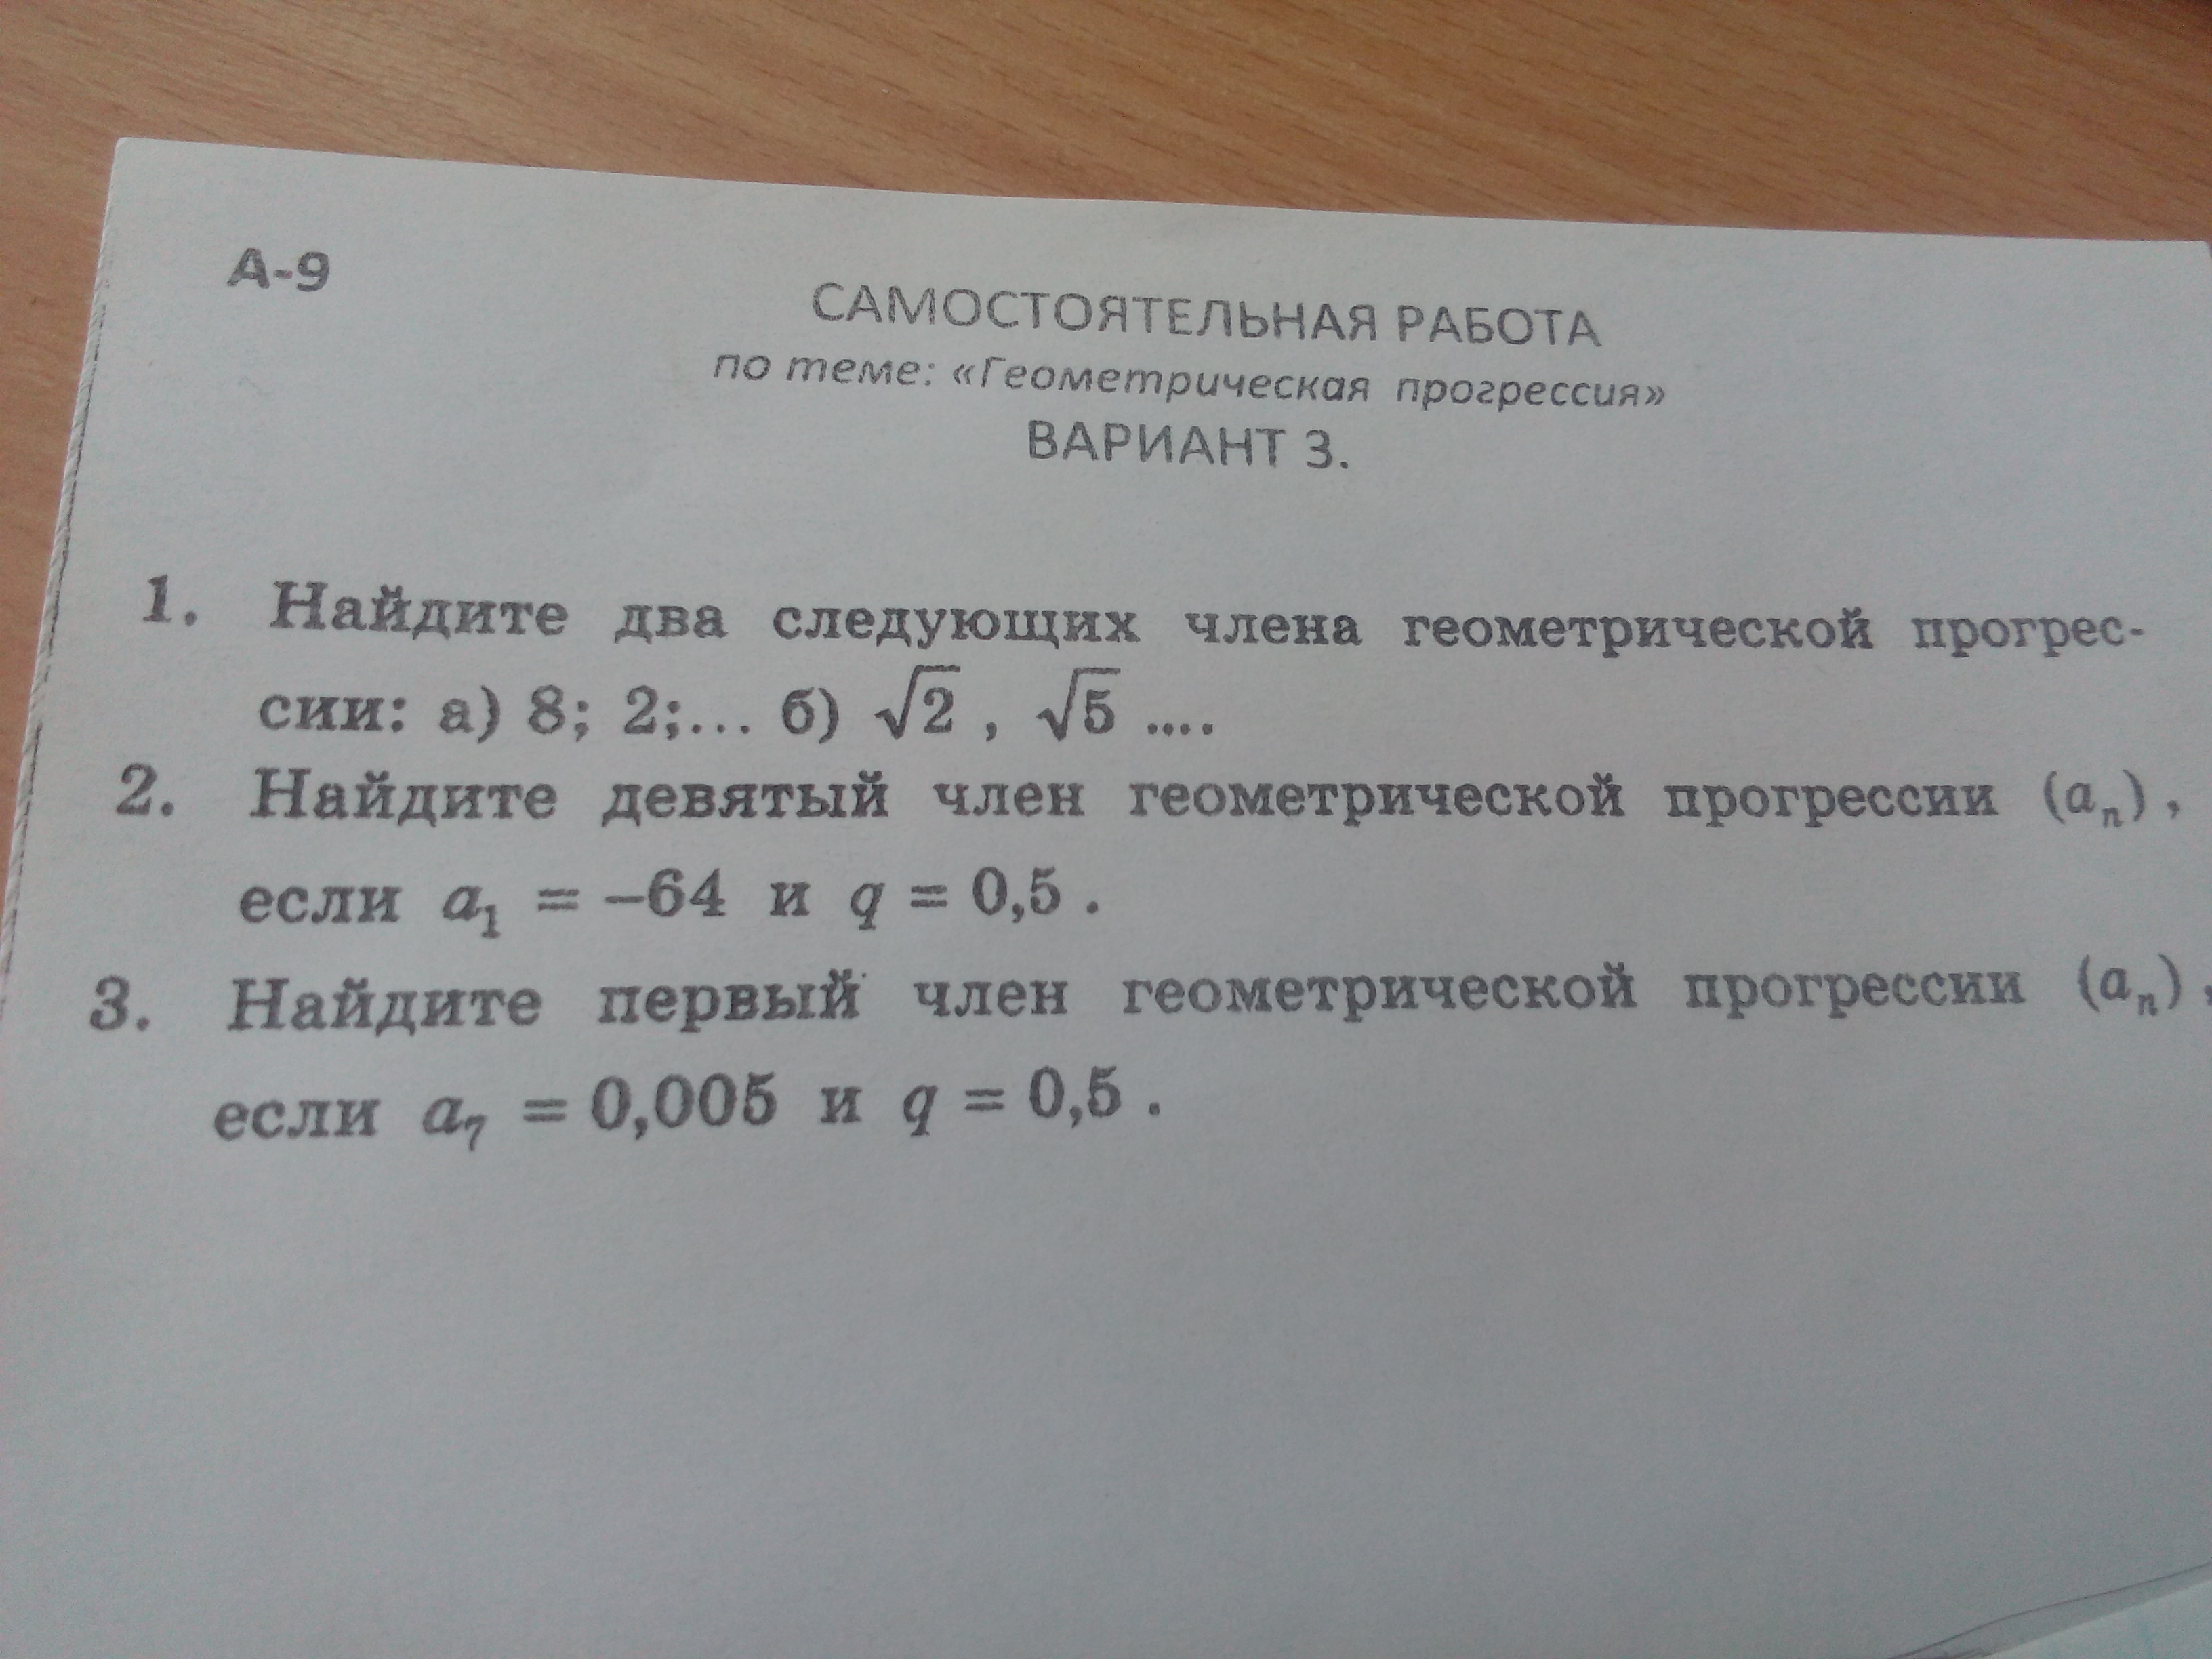 А-9
САМОСТОЯТЕЛЬНАЯ РАБОТА
по теме: «Геометрическая прогрессия»
ВАРИАНТ 3.
1. Найдите два следующих члена геометрической прогрес-
сии: а) 8; 2;... б) √2 , √5 ....
2. Найдите девятый член геометрической прогрессии (aₙ),
если a₁ = –64 и q = 0,5 .
3. Найдите первый член геометрической прогрессии (aₙ),
если a₇ = 0,005 и q = 0,5 .